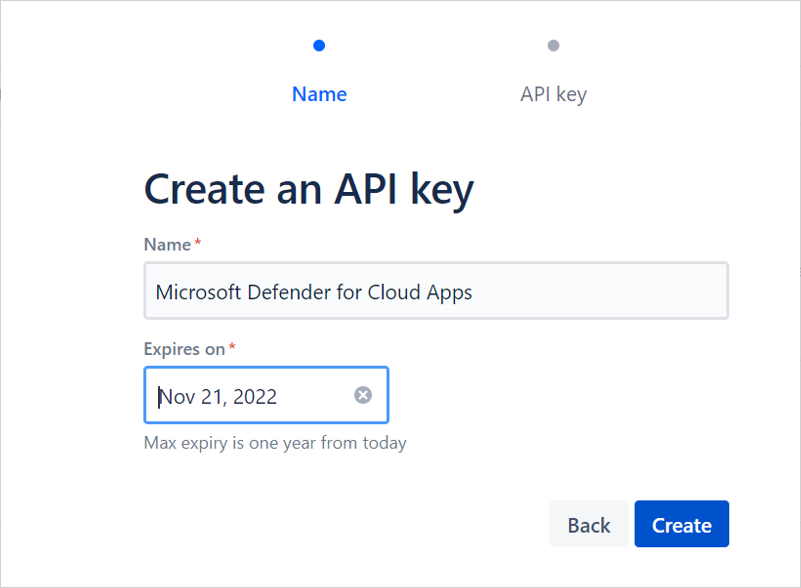 Name
API key
Create an API key
Name*
Microsoft Defender for Cloud Apps
Expires on*
Nov 21, 2022
Max expiry is one year from today
Back
Create